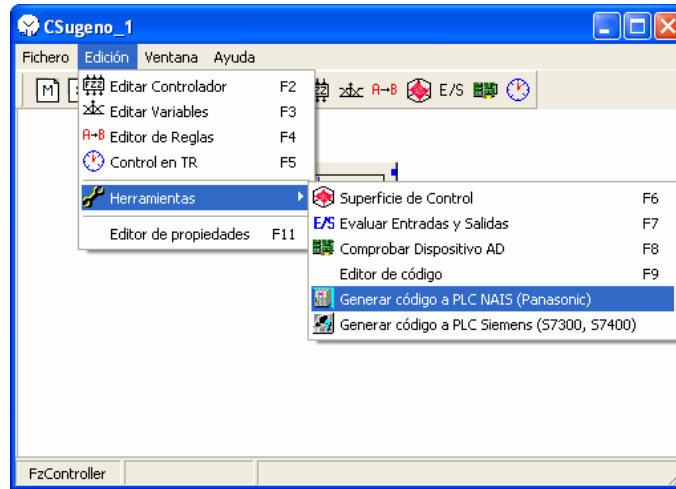 CSugeno_1
Fichero Edición Ventana Ayuda
M
Editar Controlador F2
Editar Variables F3
A→B Editor de Reglas F4
Control en TR F5
Herramientas
Editor de propiedades F11
A→B E/S
Superficie de Control F6
E/S Evaluar Entradas y Salidas F7
Comprobar Dispositivo AD F8
Editor de código F9
Generar código a PLC NAIS (Panasonic)
Generar código a PLC Siemens (S7300, S7400)
FzController